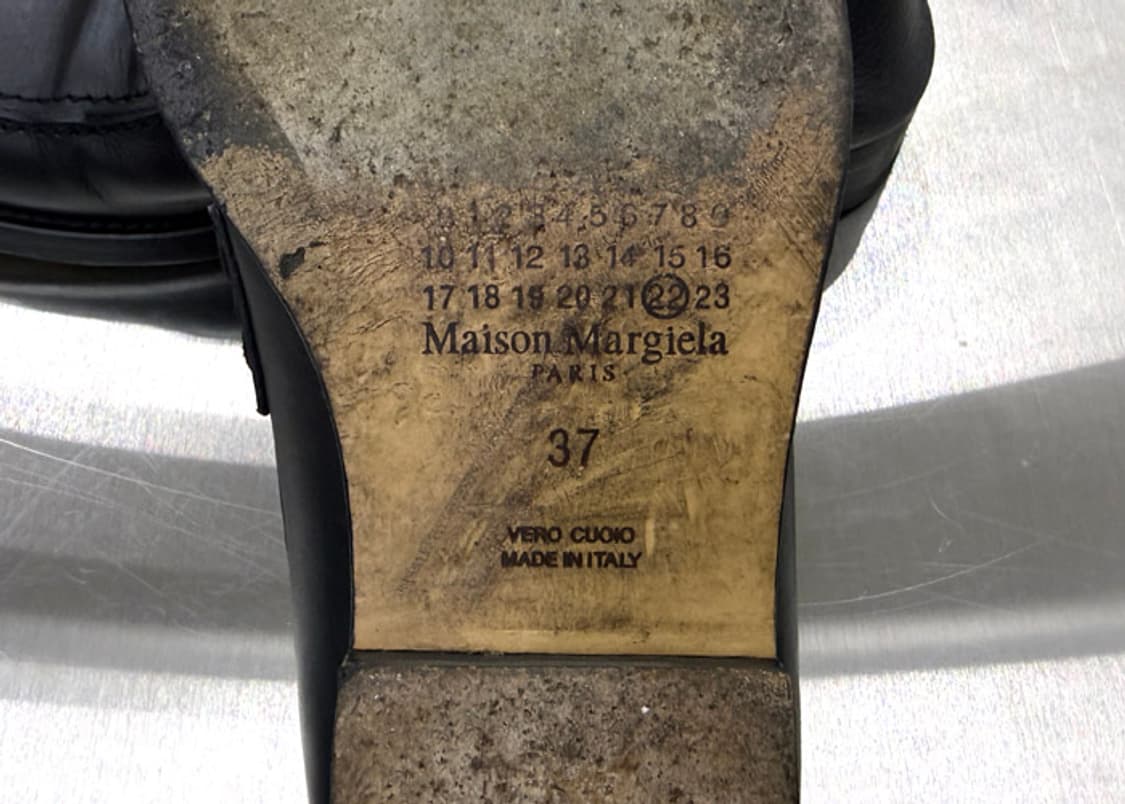 0 1 2 3 4 5 6 7 8 9
10 11 12 13 14 15 16
17 18 19 20 21 22 23
Maison Margiela
PARIS
37
VERO CUOIO
MADE IN ITALY